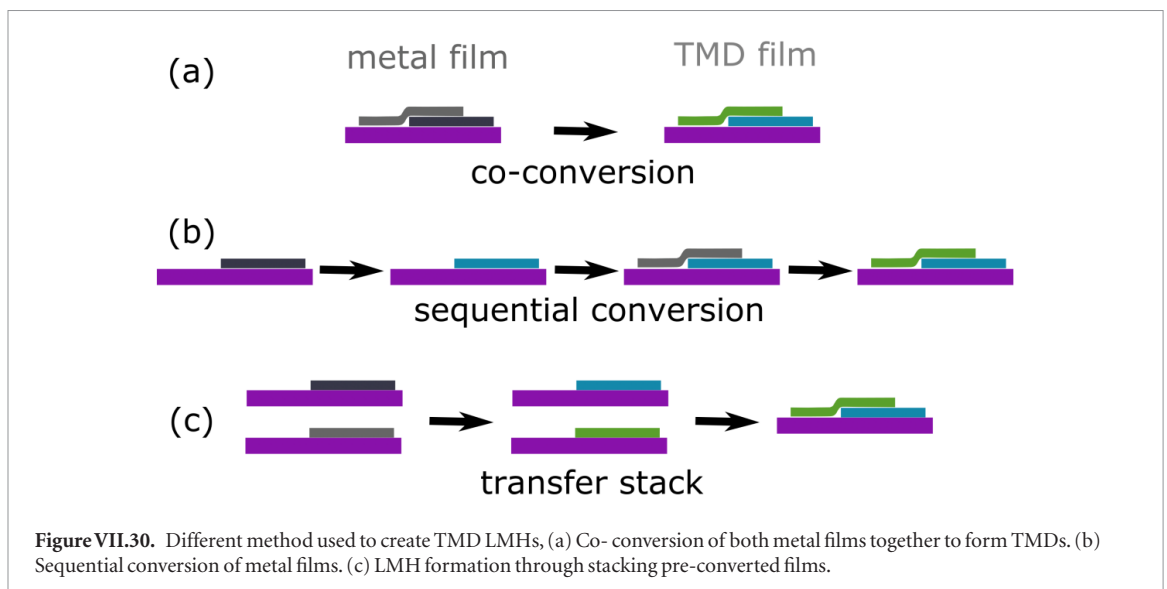 (a)
metal film
TMD film
co-conversion
(b)
sequential conversion
(c)
transfer stack
Figure VII.30. Different method used to create TMD LMHs, (a) Co- conversion of both metal films together to form TMDs. (b)
Sequential conversion of metal films. (c) LMH formation through stacking pre-converted films.